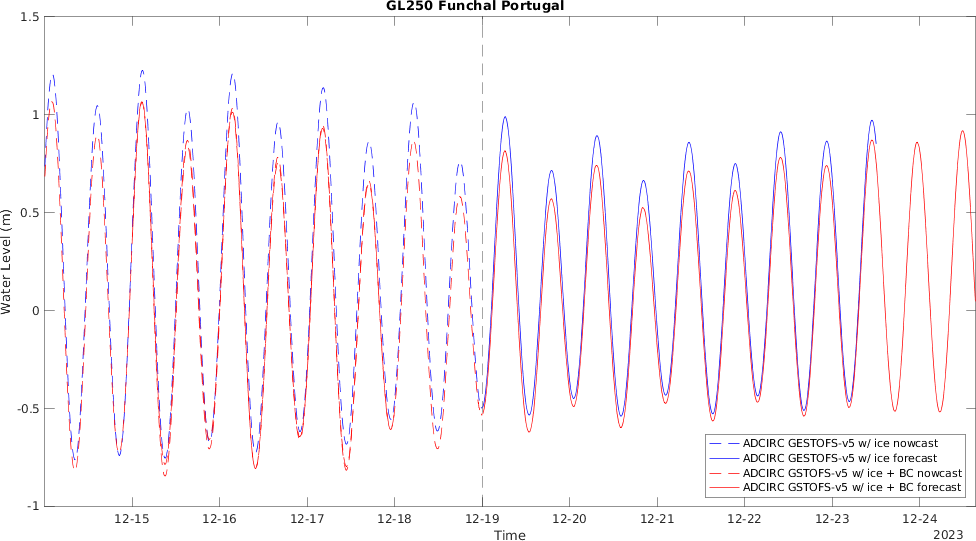 GL250 Funchal Portugal
1.5
1
0.5
0
-0.5
-1
Water Level (m)
12-15
12-16
12-17
12-18
12-19
12-20
12-21
12-22
12-23
12-24
Time
2023
ADCIRC GESTOFS-v5 w/ ice nowcast
ADCIRC GESTOFS-v5 w/ ice forecast
ADCIRC GSTOFS-v5 w/ ice + BC nowcast
ADCIRC GSTOFS-v5 w/ ice + BC forecast